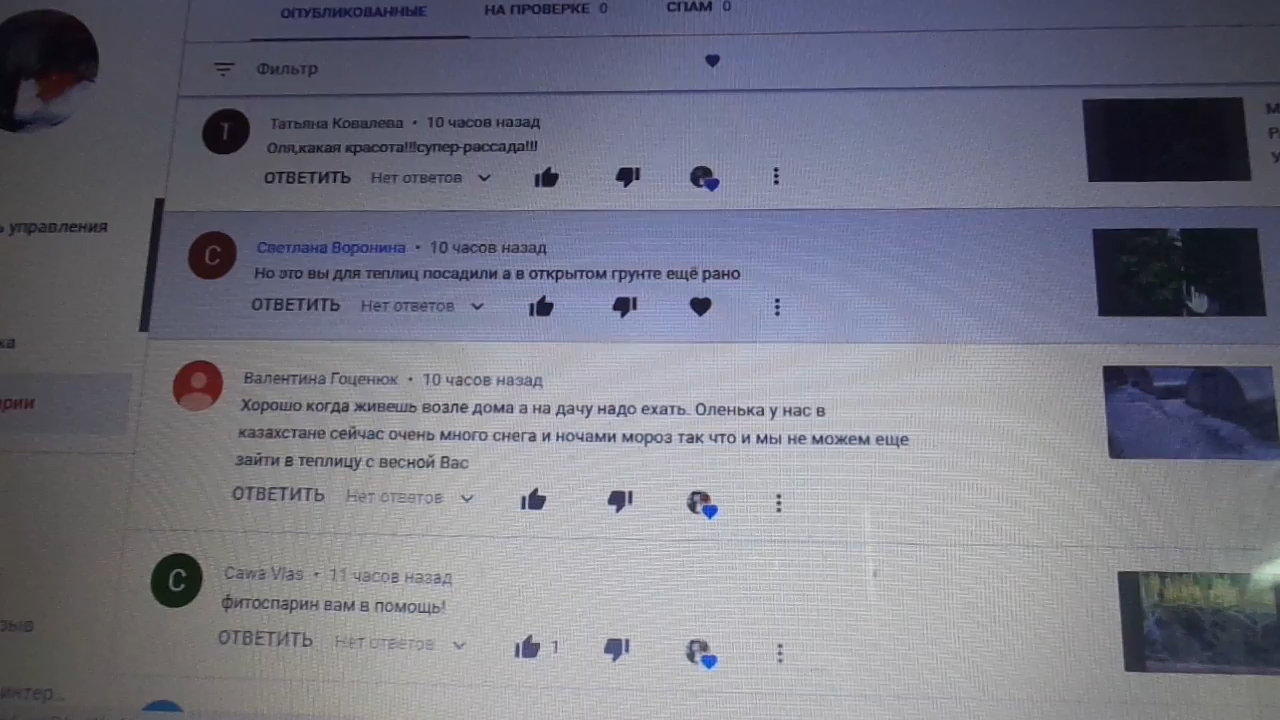 ОПУБЛИКОВАННЫЕ НА ПРОВЕРКЕ 0 СПАМ 0
Фильтр
Т Татьяна Ковалева • 10 часов назад
Оля,какая красота!!!супер-рассада!!!
ОТВЕТИТЬ Нет ответов
управления
С Светлана Воронина • 10 часов назад
Но это вы для теплиц посадили а в открытом грунте ещё рано
ОТВЕТИТЬ Нет ответов
Валентина Гоценюк • 10 часов назад
Хорошо когда живешь возле дома а на дачу надо ехать. Оленька у нас в
казахстане сейчас очень много снега и ночами мороз так что и мы не можем еще
зайти в теплицу с весной Вас
ОТВЕТИТЬ Нет ответов
C Cawa Vlas • 11 часов назад
фитоспарин вам в помощь!
ОТВЕТИТЬ Нет ответов 1